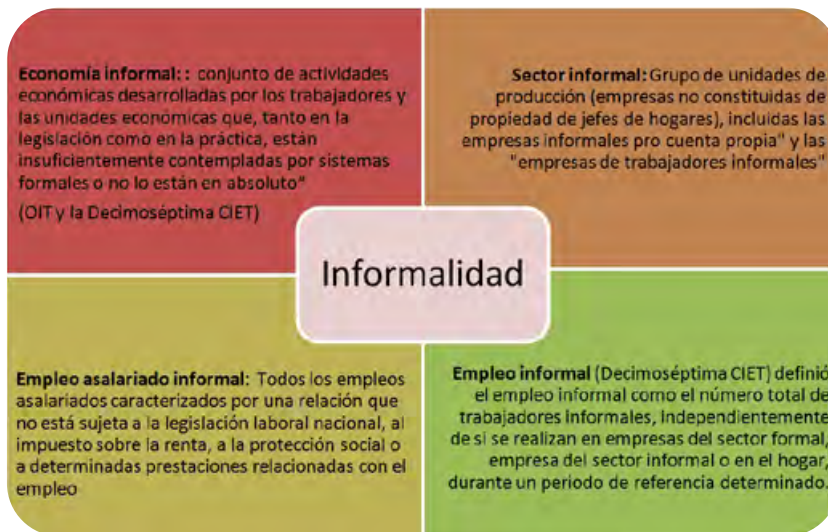 Economía informal: : conjunto de actividades
económicas desarrolladas por los trabajadores y
las unidades económicas que, tanto en la
legislación como en la práctica, están
insuficientemente contempladas por sistemas
formales o no lo están en absoluto"
(OIT y la Decimoséptima CIET)
Sector informal: Grupo de unidades de
producción (empresas no constituidas de
propiedad de jefes de hogares), incluidas las
empresas informales pro cuenta propia" y las
"empresas de trabajadores informales"
Informalidad
Empleo asalariado informal: Todos los empleos
asalariados caracterizados por una relación que
no está sujeta a la legislación laboral nacional, al
impuesto sobre la renta, a la protección social o
a determinadas prestaciones relacionadas con el
empleo
Empleo informal (Decimoséptima CIET) definió
el empleo informal como el número total de
trabajadores informales, independientemente
de si se realizan en empresas del sector formal,
empresa del sector informal o en el hogar,
durante un periodo de referencia determinado.